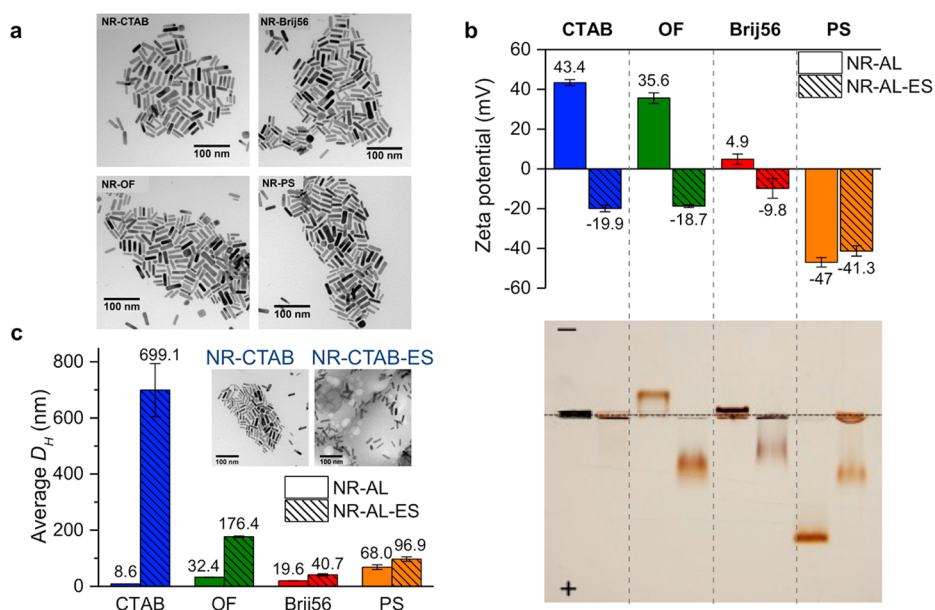 a
NR-CTAB
100 nm
NR-Brij56
100 nm
NR-OF
100 nm
NR-PS
100 nm
b
CTAB OF Brij56 PS
Zeta potential (mV)
60
40
20
0
-20
-40
-60
43.4
-19.9
35.6
-18.7
4.9
-9.8
-47
-41.3
NR-AL
NR-AL-ES
−
+
c
Average DH (nm)
800
600
400
200
0
699.1
8.6
32.4
176.4
19.6
40.7
68.0
96.9
NR-CTAB NR-CTAB-ES
100 nm
100 nm
NR-AL
NR-AL-ES
CTAB OF Brij56 PS